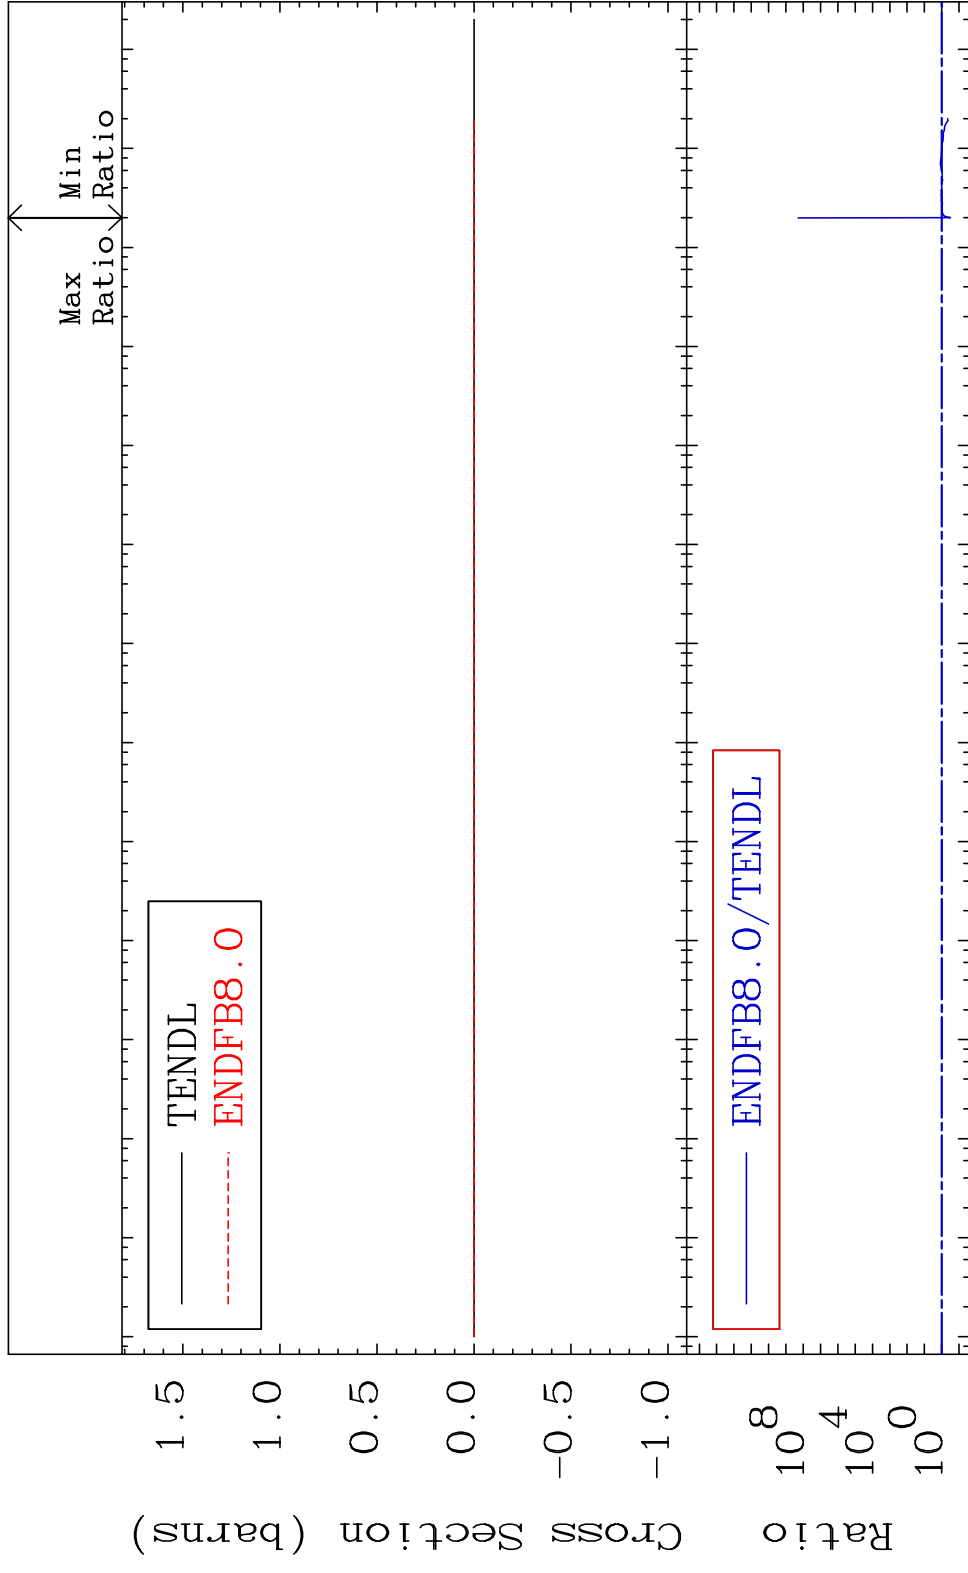 Max
Ratio
Min
Ratio
TENDL
ENDFB8.0
1.5
1.0
0.5
0.0
-0.5
-1.0
Cross Section (barns)
ENDFB8.0/TENDL
10^8
10^4
10^0
Ratio